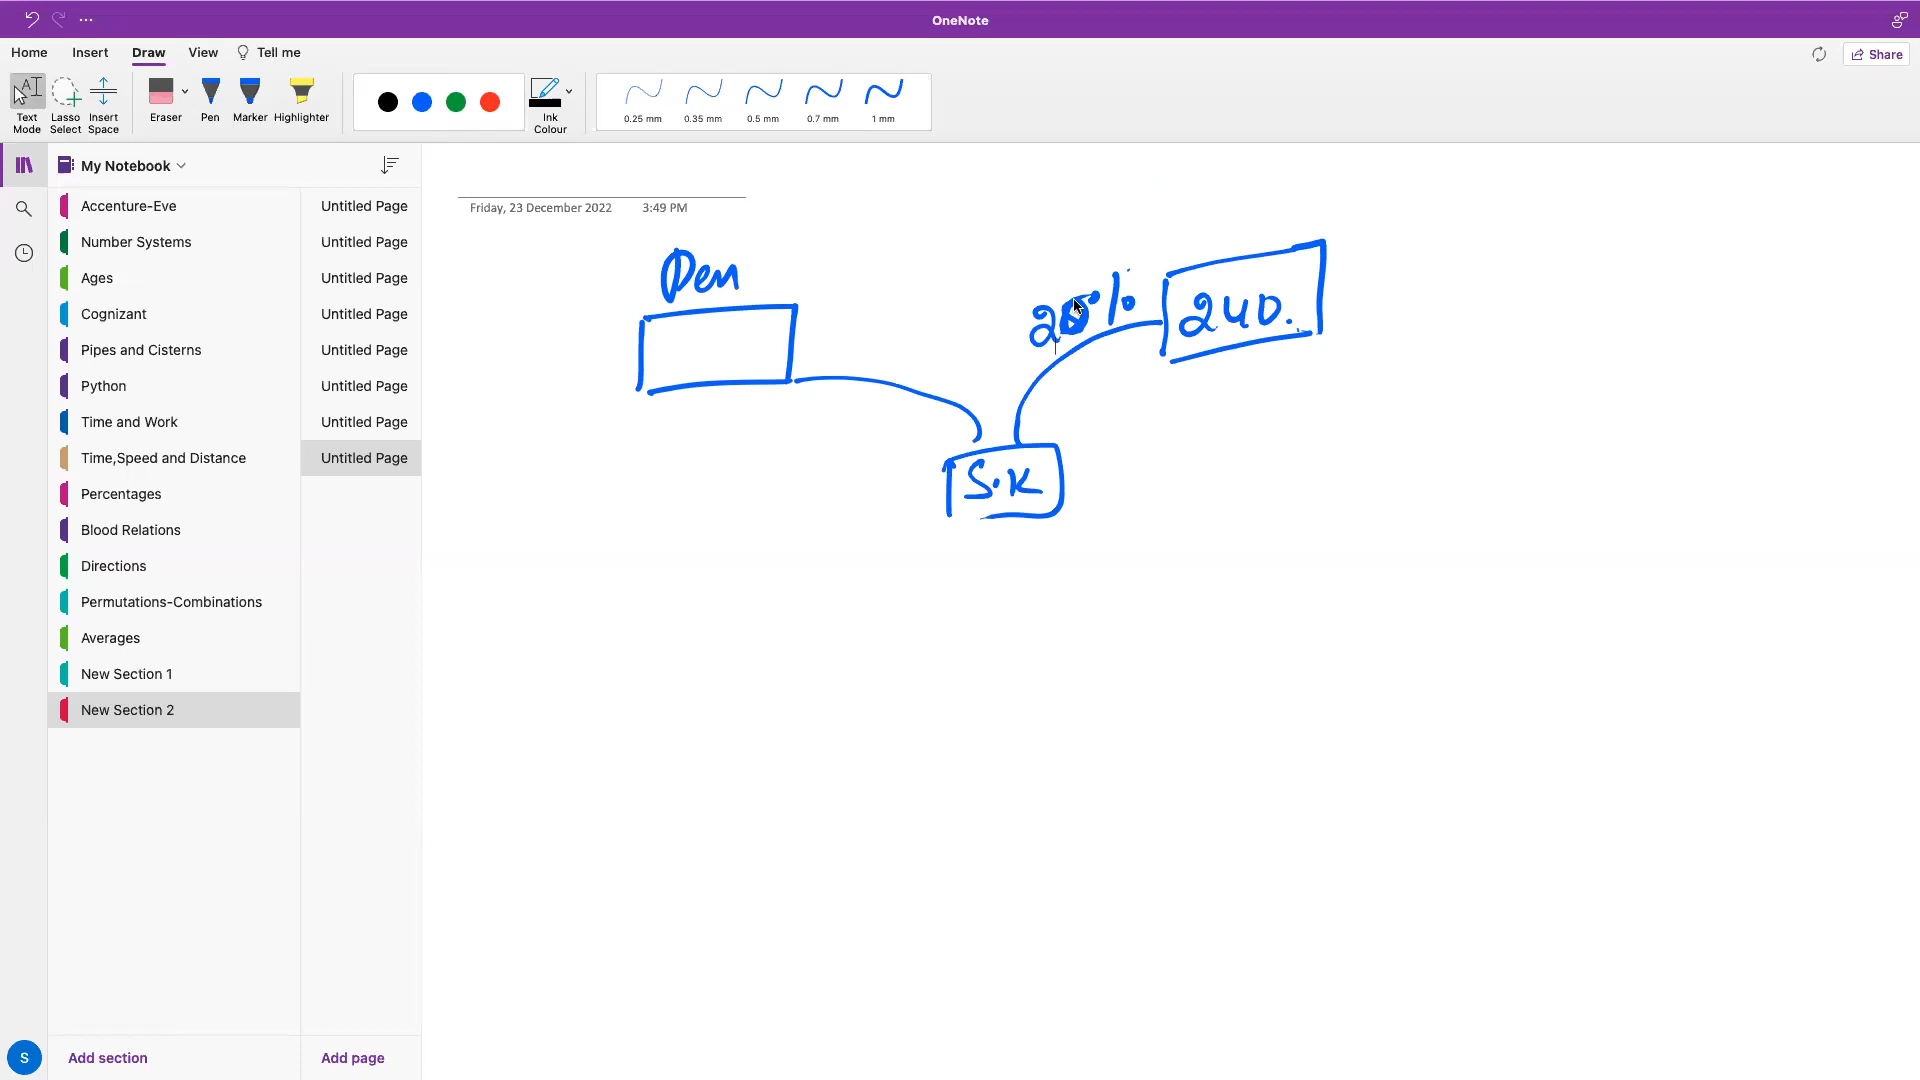 OneNote
Home Insert Draw View Tell me
Share
Text Mode
Lasso Select
Insert Space
Eraser
Pen
Marker
Highlighter
Ink Colour
0.25 mm
0.35 mm
0.5 mm
0.7 mm
1 mm
My Notebook
Accenture-Eve
Number Systems
Ages
Cognizant
Pipes and Cisterns
Python
Time and Work
Time,Speed and Distance
Percentages
Blood Relations
Directions
Permutations-Combinations
Averages
New Section 1
New Section 2
Untitled Page
Untitled Page
Untitled Page
Untitled Page
Untitled Page
Untitled Page
Untitled Page
Untitled Page
Friday, 23 December 2022 3:49 PM
Pen
240.
S.K
S
Add section
Add page